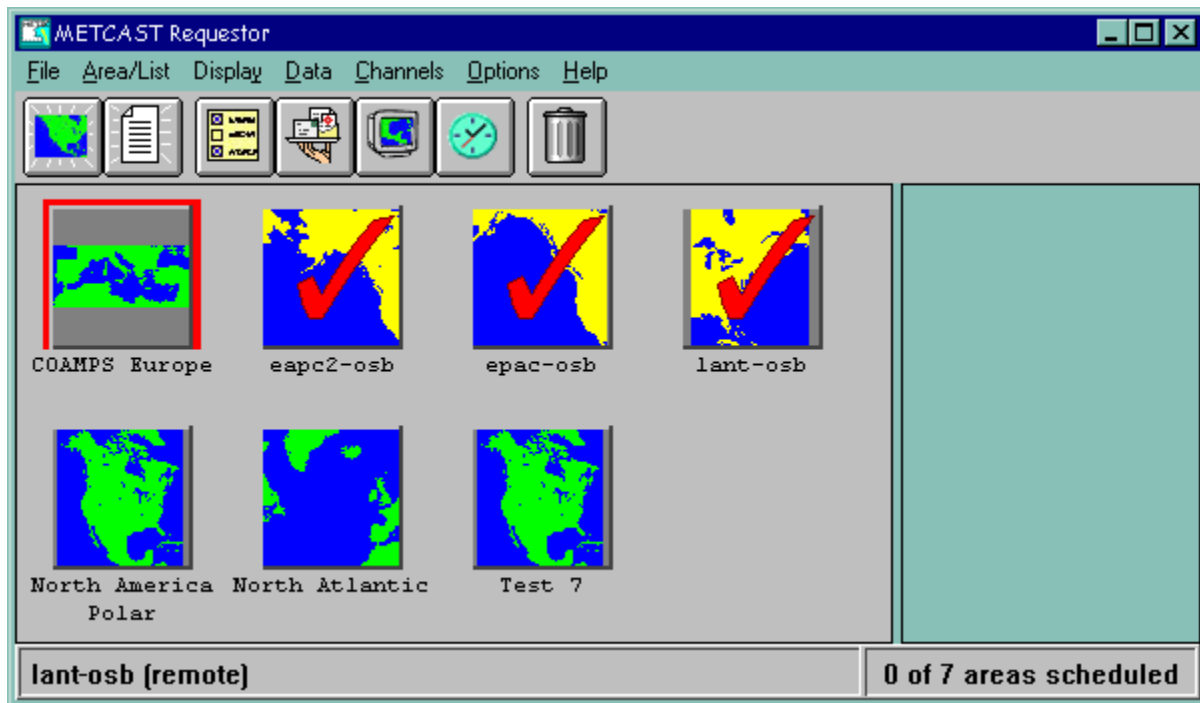 METCAST Requestor
File Area/List Display Data Channels Options Help
COAMPS Europe eapc2-osb epac-osb lant-osb
North America North Atlantic Test 7
Polar
lant-osb (remote) 0 of 7 areas scheduled